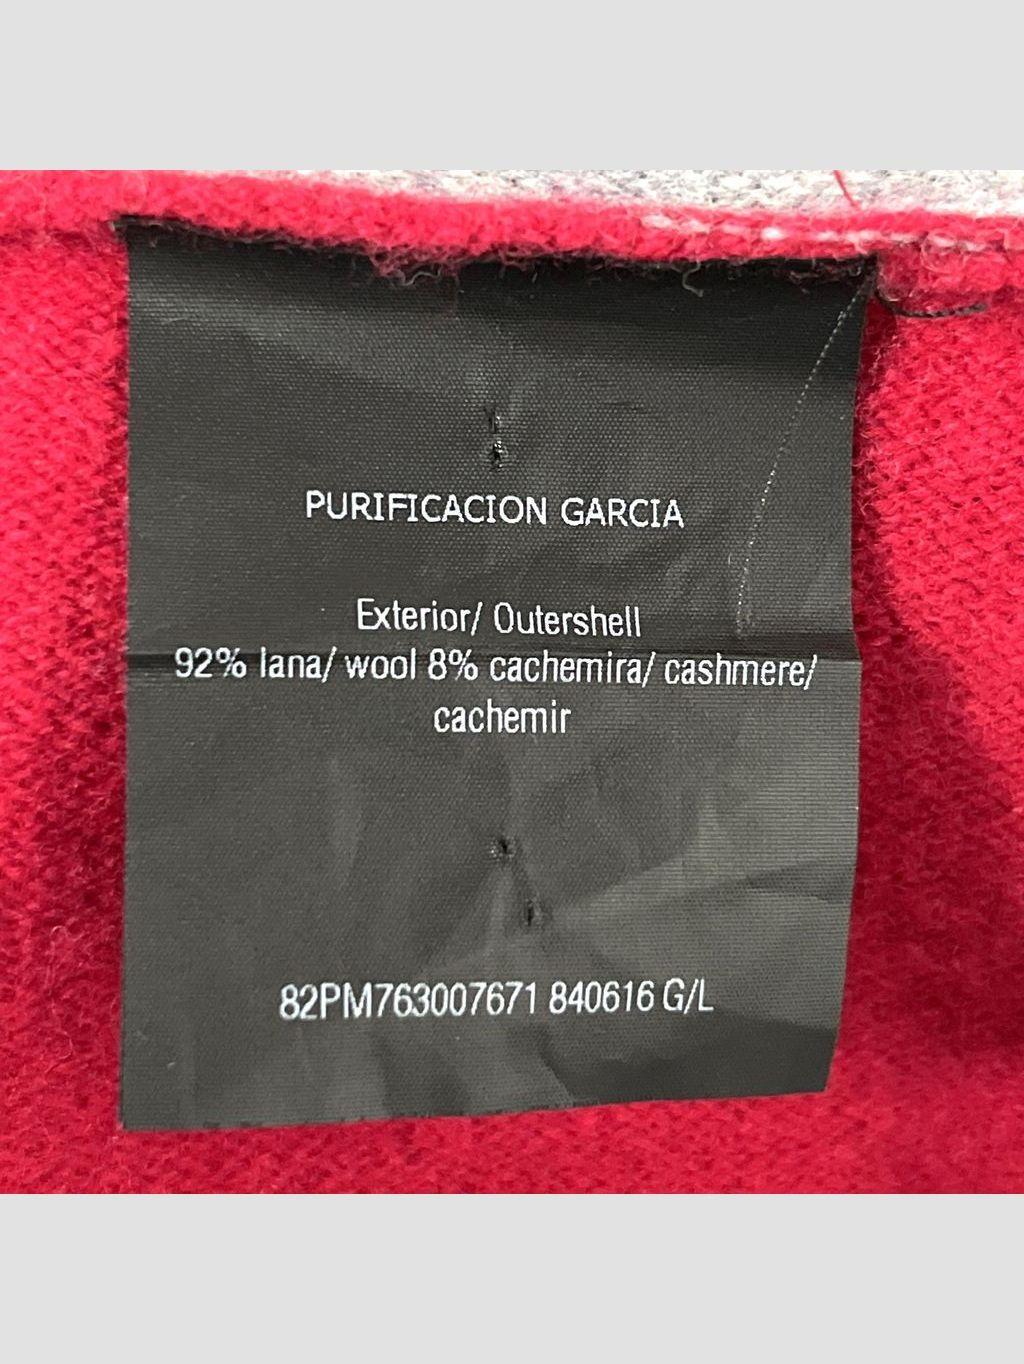 PURIFICACION GARCIA
Exterior/ Outershell
92% lana/ wool 8% cachemira/ cashmere/
cachemir
82PM763007671 840616 G/L